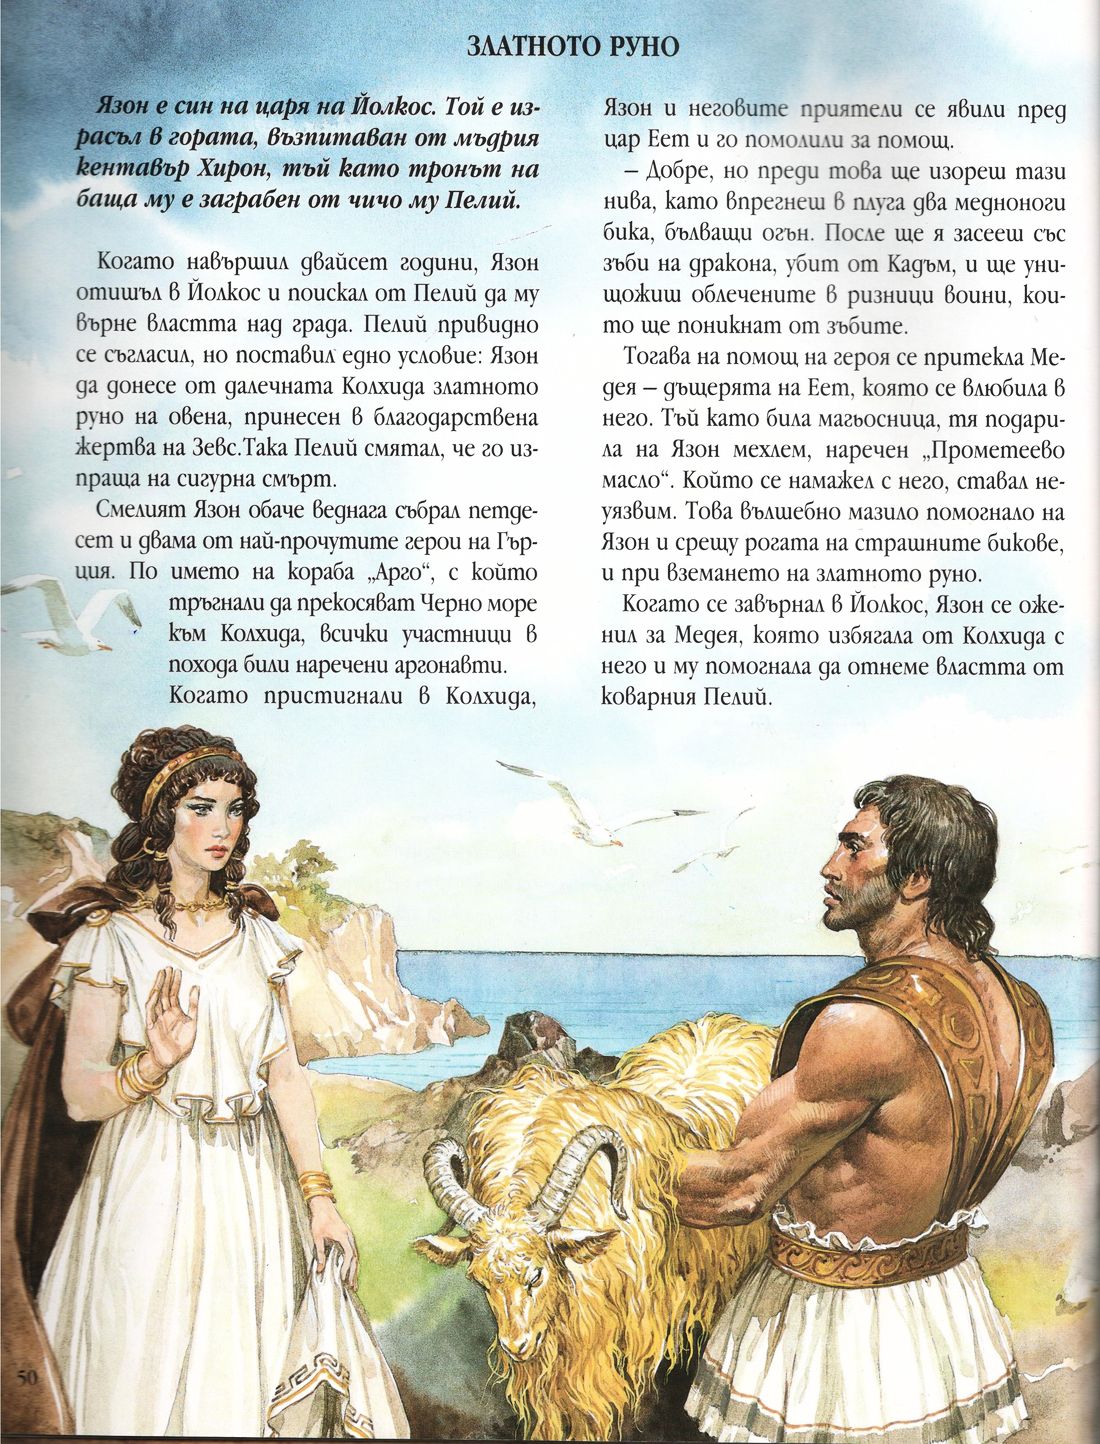 ЗЛАТНОТО РУНО
Язон е син на царя на Йолкос. Той е из-
расъл в гората, възпитаван от мъдрия
кентавър Хирон, тъй като тронът на
баща му е заграбен от чичо му Пелий.
Когато навършил двайсет години, Язон
отишъл в Йолкос и поискал от Пелий да му
върне властта над града. Пелий привидно
се съгласил, но поставил едно условие: Язон
да донесе от далечната Колхида златното
руно на овена, принесен в благодарствена
жертва на Зевс.Така Пелий смятал, че го из-
праща на сигурна смърт.
Смелият Язон обаче веднага събрал петде-
сет и двама от най-прочутите герои на Гър-
ция. По името на кораба „Арго“, с който
тръгнали да прекосяват Черно море
към Колхида, всички участници в
похода били наречени аргонавти.
Когато пристигнали в Колхида,
Язон и неговите приятели се явили пред
цар Еет и го помолили за помощ.
– Добре, но преди това ще изореш тази
нива, като впрегнеш в плуга два медноноги
бика, бълващи огън. После ще я засееш със
зъби на дракона, убит от Кадъм, и ще уни-
щожиш облечените в ризници воини, кои-
то ще поникнат от зъбите.
Тогава на помощ на героя се притекла Ме-
дея – дъщерята на Еет, която се влюбила в
него. Тъй като била магьосница, тя подари-
ла на Язон мехлем, наречен „Прометеево
масло“. Който се намажел с него, ставал не-
уязвим. Това вълшебно мазило помогнало на
Язон и срещу рогата на страшните бикове,
и при вземането на златното руно.
Когато се завърнал в Йолкос, Язон се оже-
нил за Медея, която избягала от Колхида с
него и му помогнала да отнеме властта от
коварния Пелий.
50